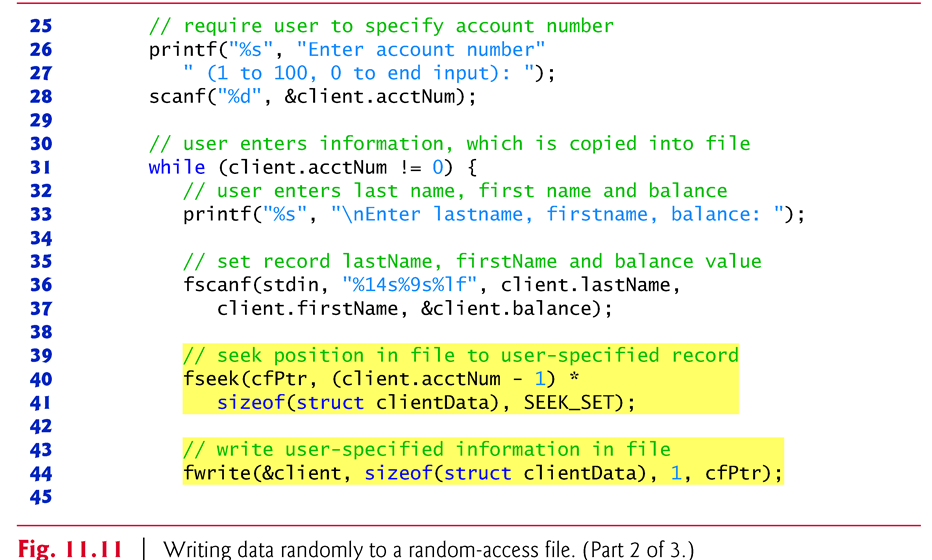 25 // require user to specify account number
26 printf("%s", "Enter account number"
27 " (1 to 100, 0 to end input): ");
28 scanf("%d", &client.acctNum);
29
30 // user enters information, which is copied into file
31 while (client.acctNum != 0) {
32 // user enters last name, first name and balance
33 printf("%s", "\nEnter lastname, firstname, balance: ");
34
35 // set record lastName, firstName and balance value
36 fscanf(stdin, "%14s%9s%lf", client.lastName,
37 client.firstName, &client.balance);
38
39 // seek position in file to user-specified record
40 fseek(cfPtr, (client.acctNum - 1) *
41 sizeof(struct clientData), SEEK_SET);
42
43 // write user-specified information in file
44 fwrite(&client, sizeof(struct clientData), 1, cfPtr);
45
Fig. 11.11 | Writing data randomly to a random-access file. (Part 2 of 3.)